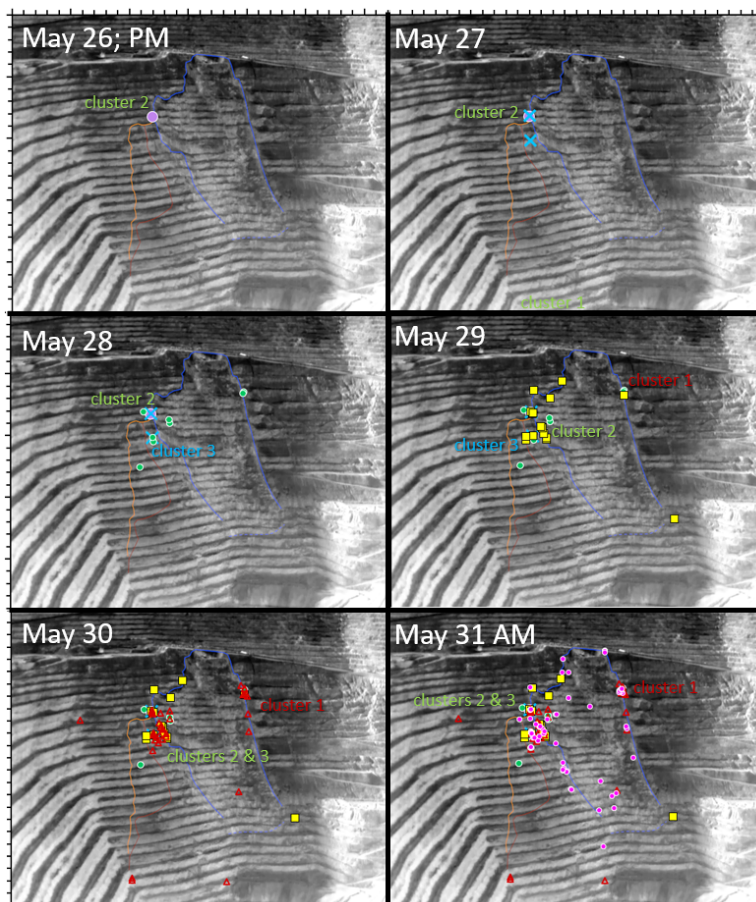 May 26; PM
cluster 2
May 27
cluster 2
cluster 1
May 28
cluster 2
cluster 3
May 29
cluster 1
cluster 3
cluster 2
May 30
cluster 1
clusters 2 & 3
May 31 AM
clusters 2 & 3
cluster 1